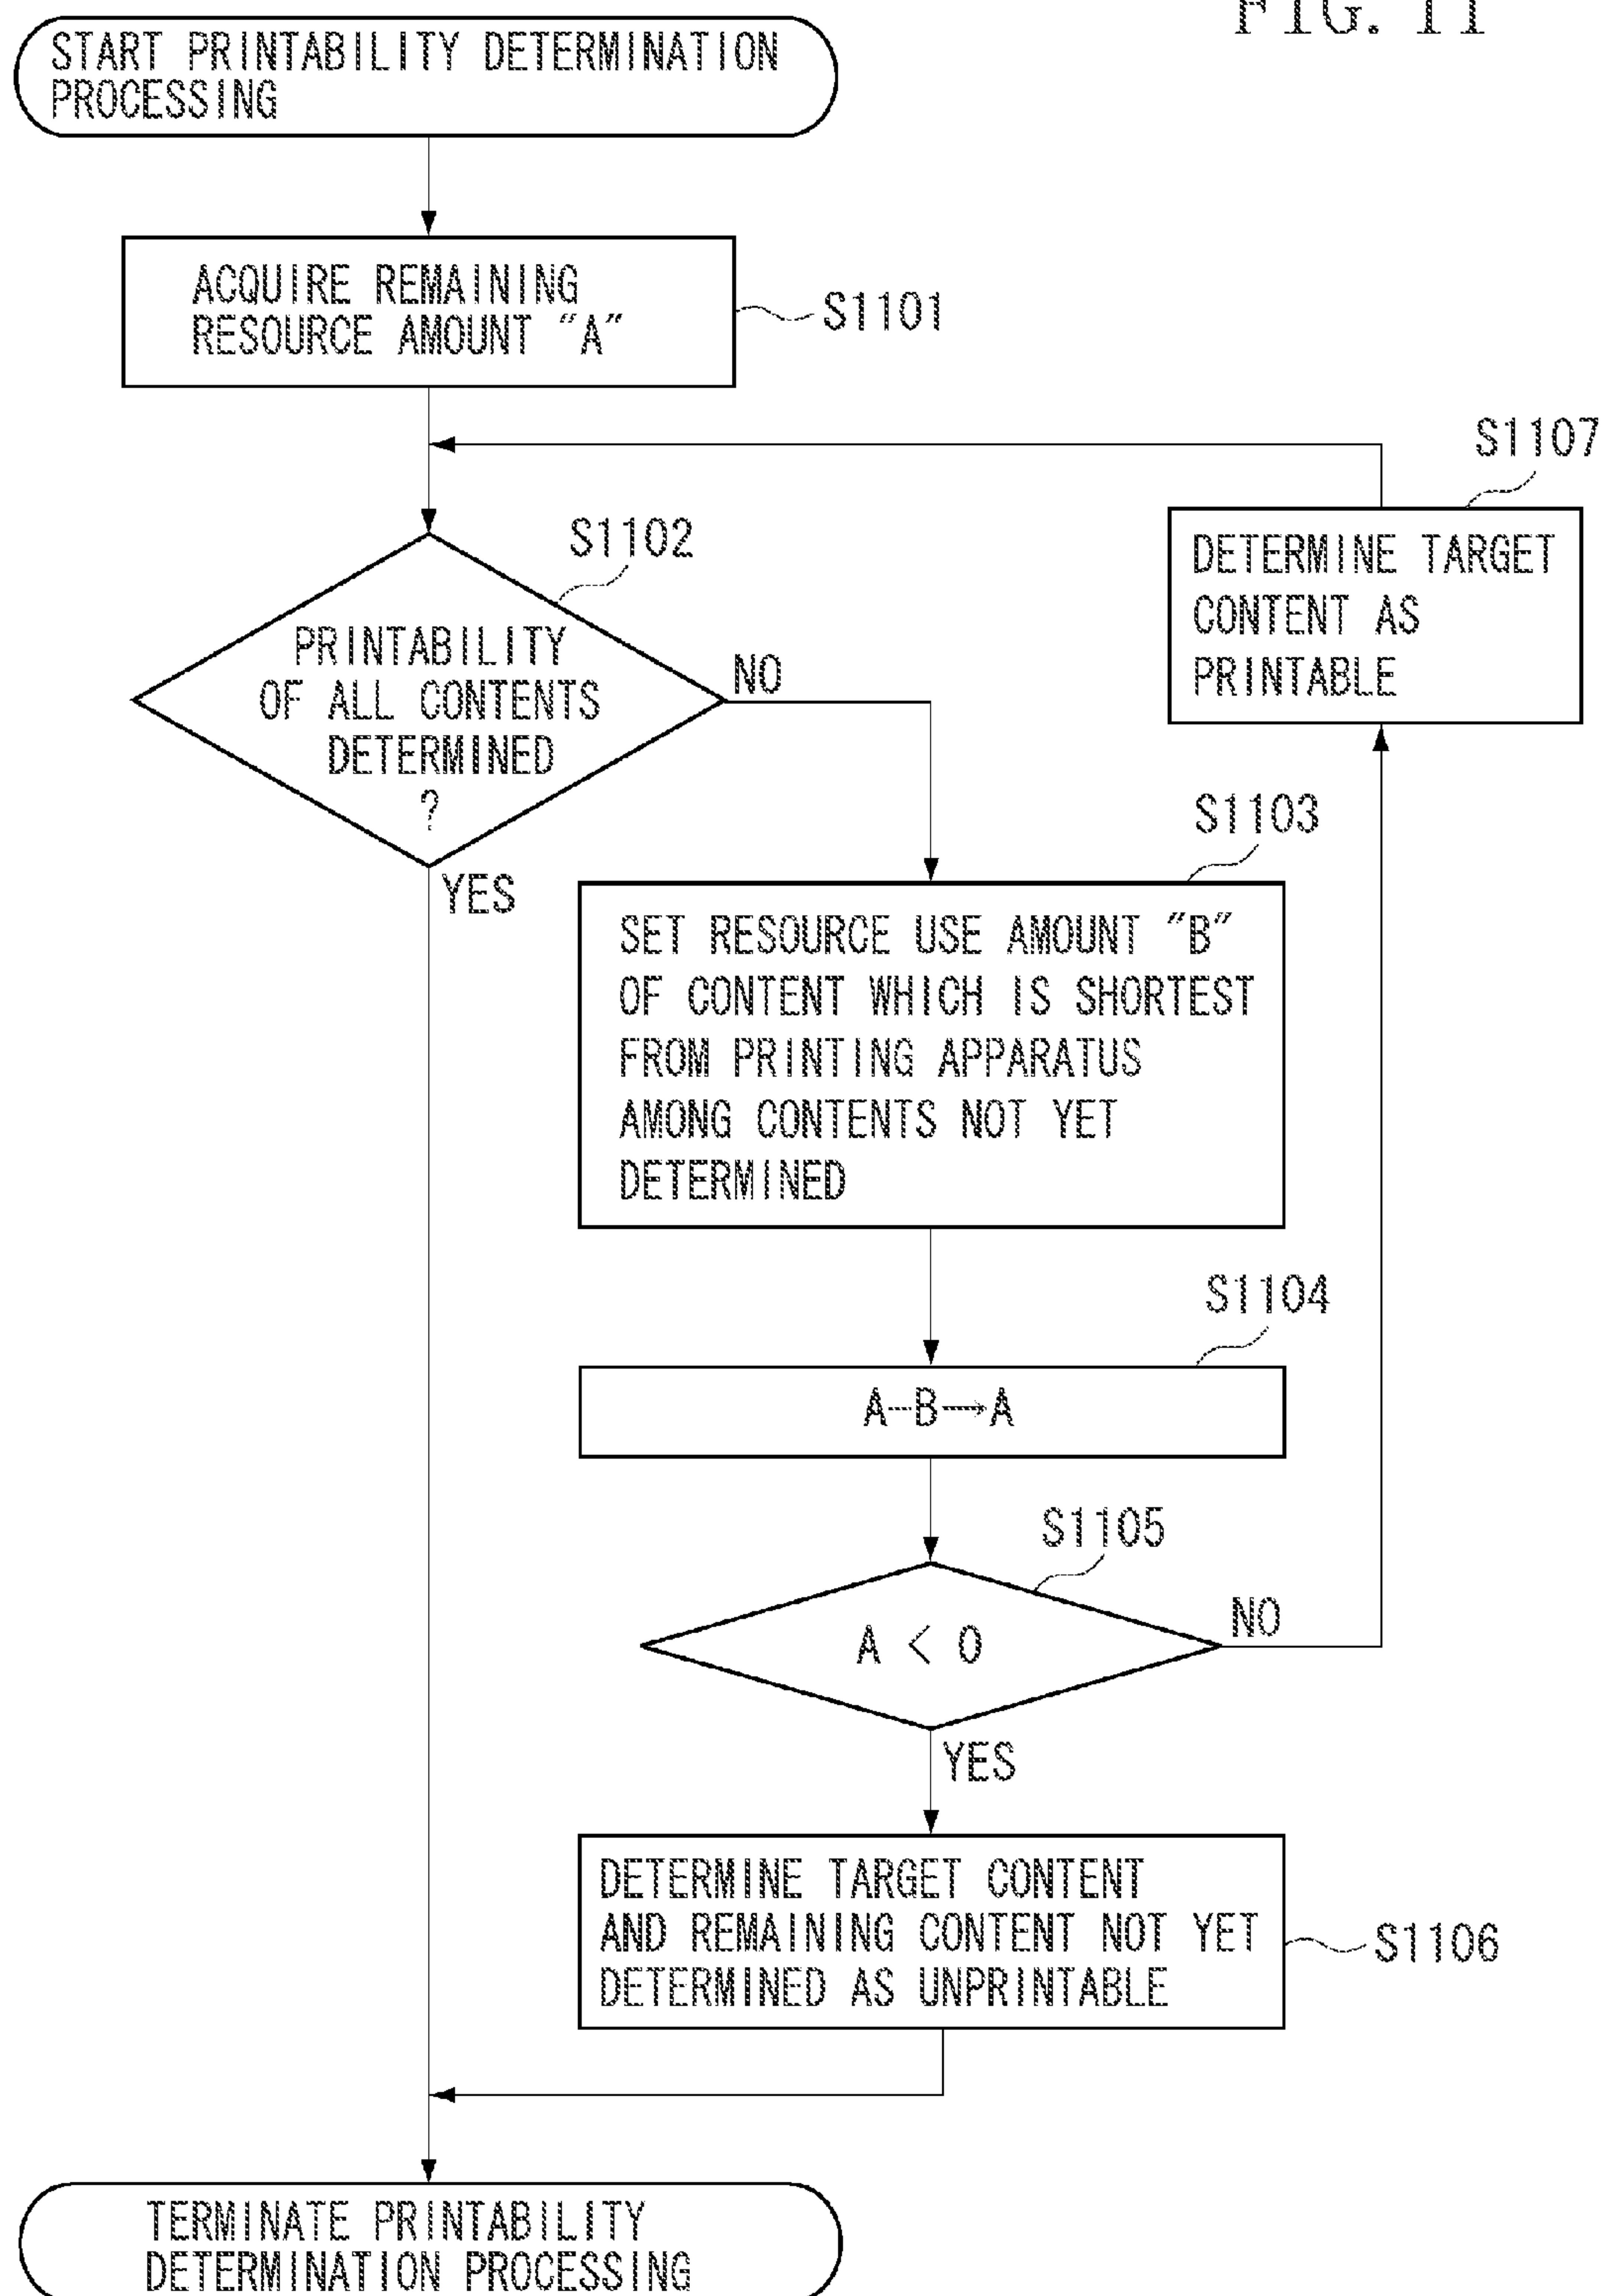 FIG. 11
START PRINTABILITY DETERMINATION
PROCESSING
ACQUIRE REMAINING
RESOURCE AMOUNT "A"
S1101
S1107
DETERMINE TARGET
CONTENT AS
PRINTABLE
S1102
PRINTABILITY
OF ALL CONTENTS
DETERMINED
?
NO
YES
S1103
SET RESOURCE USE AMOUNT "B"
OF CONTENT WHICH IS SHORTEST
FROM PRINTING APPARATUS
AMONG CONTENTS NOT YET
DETERMINED
S1104
A-B→A
S1105
A < 0
NO
YES
DETERMINE TARGET CONTENT
AND REMAINING CONTENT NOT YET
DETERMINED AS UNPRINTABLE
S1106
TERMINATE PRINTABILITY
DETERMINATION PROCESSING